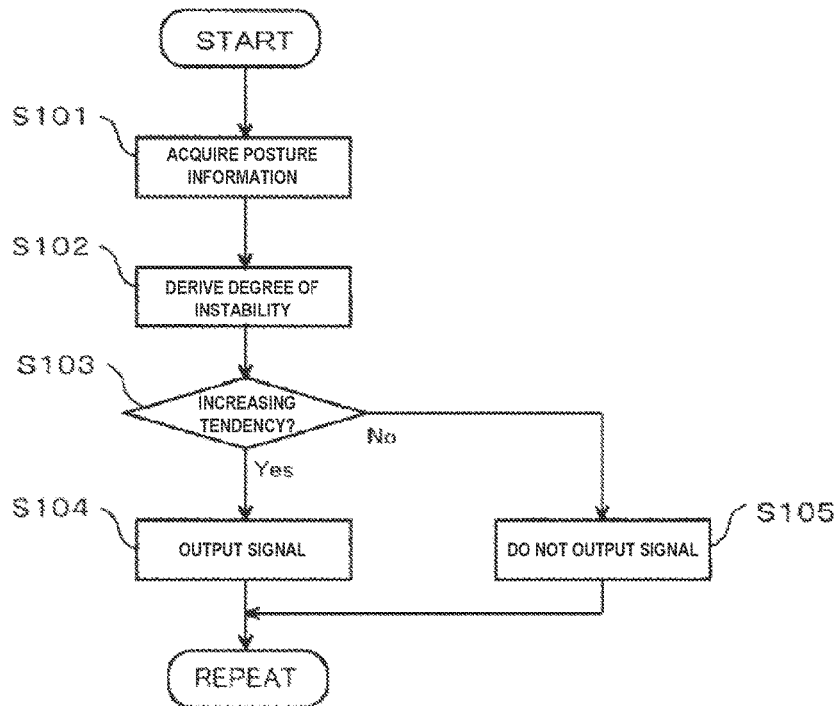 START
S101
ACQUIRE POSTURE
INFORMATION
S102
DERIVE DEGREE OF
INSTABILITY
S103
INCREASING
TENDENCY?
No
Yes
S104
OUTPUT SIGNAL
DO NOT OUTPUT SIGNAL
S105
REPEAT